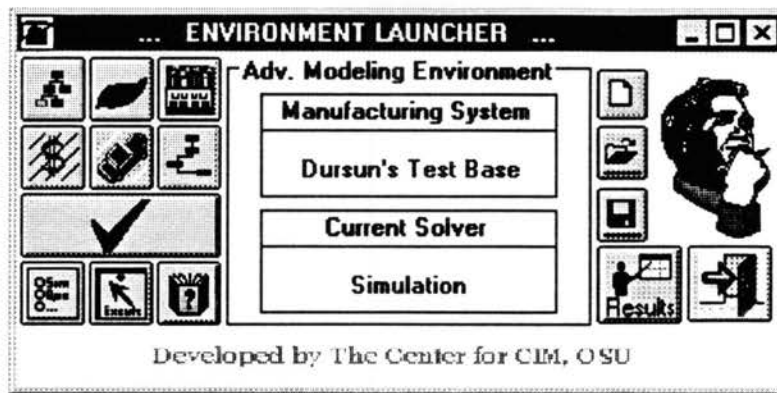 ... ENVIRONMENT LAUNCHER ...
Adv. Modeling Environment
Manufacturing System
Dursun's Test Base
Current Solver
Simulation
Execute
Results
Developed by The Center for CIM, OSU